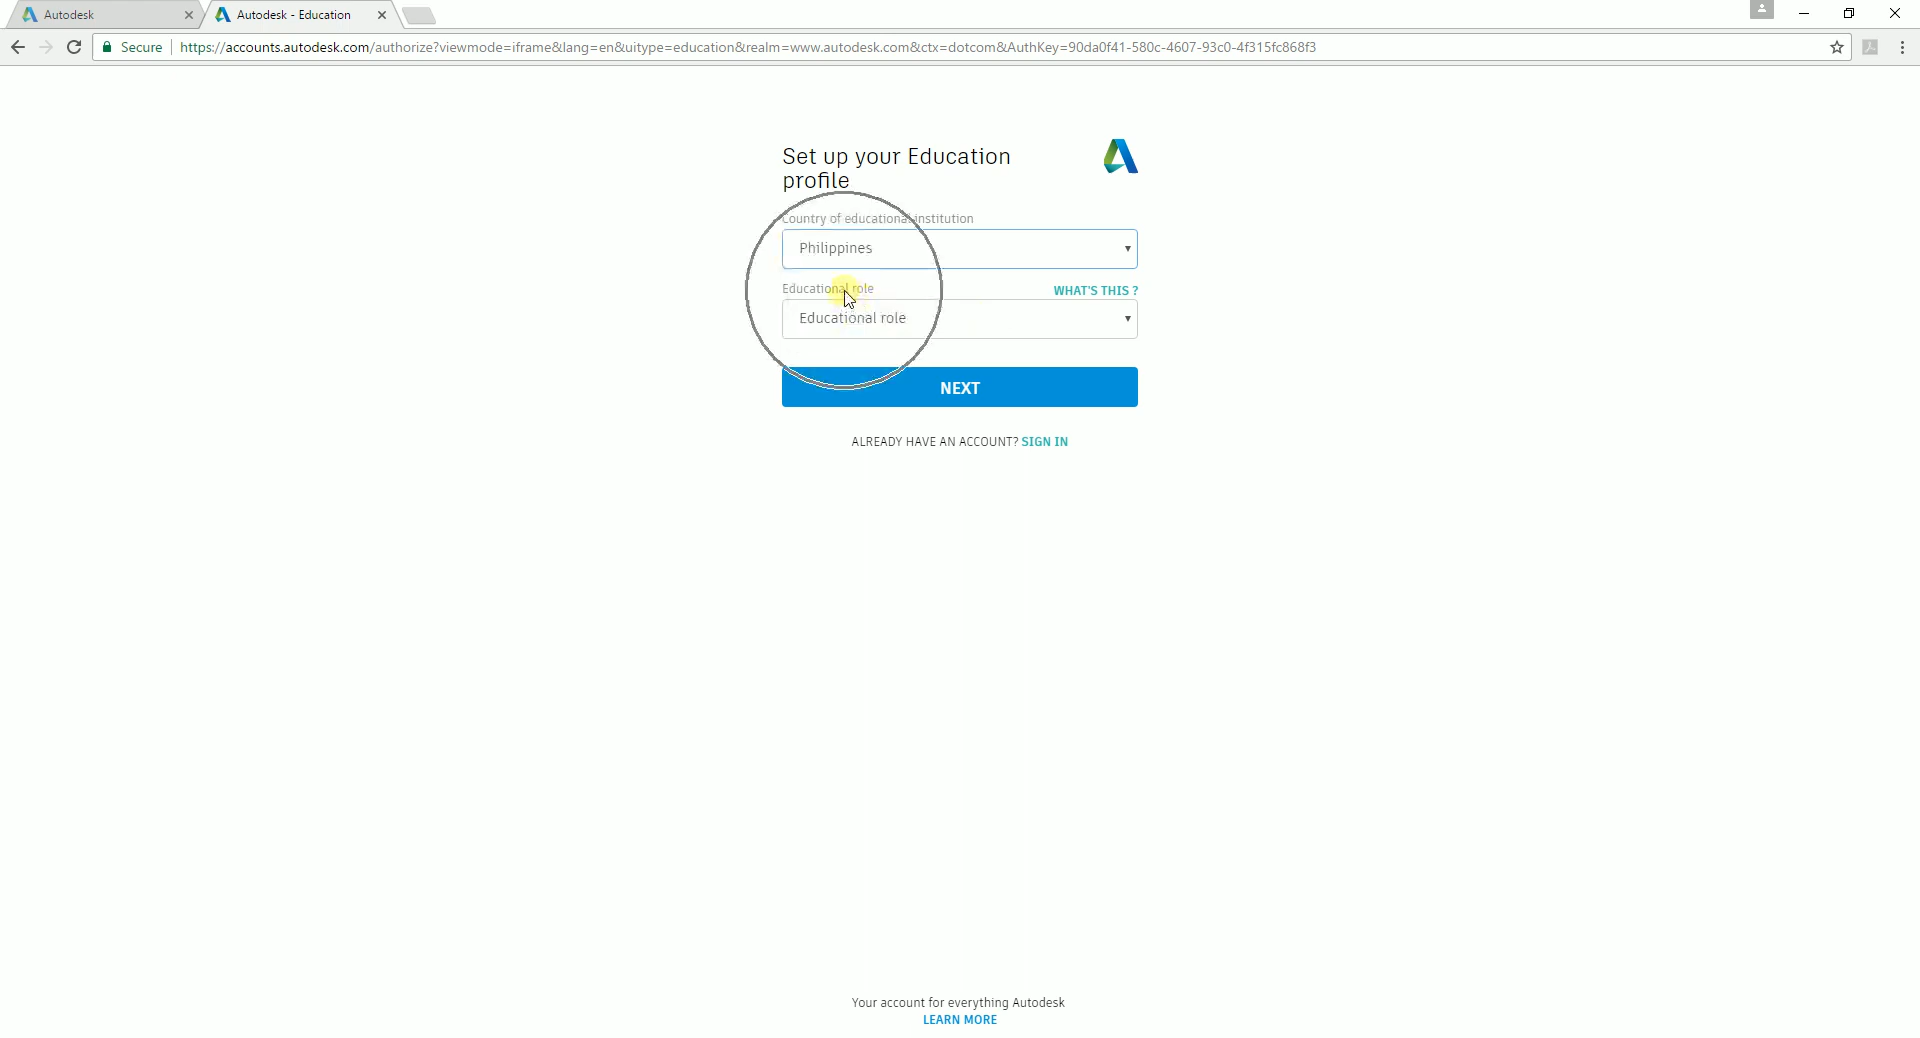 Autodesk
Autodesk - Education
Secure
https://accounts.autodesk.com/authorize?viewmode=iframe&lang=en&uitype=education&realm=www.autodesk.com&ctx=dotcom&AuthKey=90da0f41-580c-4607-93c0-4f315fc868f3
Set up your Education
profile
Country of educational institution
Philippines
Educational role
WHAT'S THIS ?
Educational role
NEXT
ALREADY HAVE AN ACCOUNT? SIGN IN
Your account for everything Autodesk
LEARN MORE